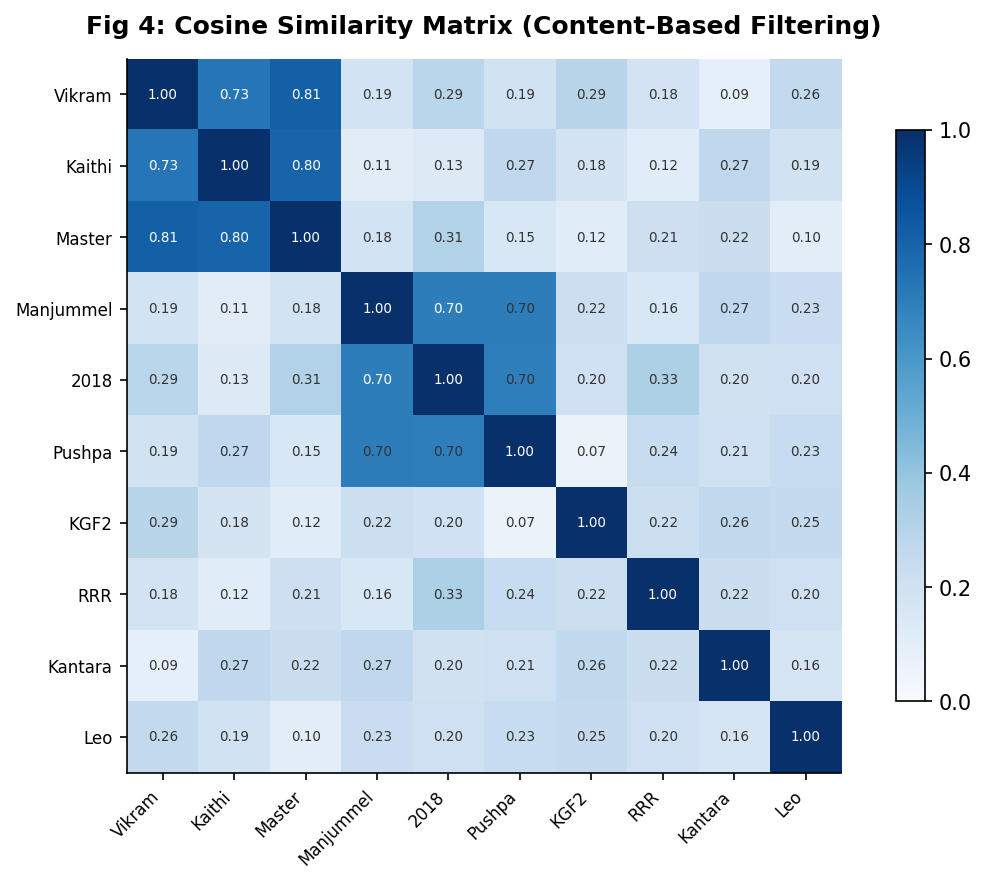 Fig 4: Cosine Similarity Matrix (Content-Based Filtering)
Vikram 1.00 0.73 0.81 0.19 0.29 0.19 0.29 0.18 0.09 0.26
Kaithi 0.73 1.00 0.80 0.11 0.13 0.27 0.18 0.12 0.27 0.19
Master 0.81 0.80 1.00 0.18 0.31 0.15 0.12 0.21 0.22 0.10
Manjummel 0.19 0.11 0.18 1.00 0.70 0.70 0.22 0.16 0.27 0.23
2018 0.29 0.13 0.31 0.70 1.00 0.70 0.20 0.33 0.20 0.20
Pushpa 0.19 0.27 0.15 0.70 0.70 1.00 0.07 0.24 0.21 0.23
KGF2 0.29 0.18 0.12 0.22 0.20 0.07 1.00 0.22 0.26 0.25
RRR 0.18 0.12 0.21 0.16 0.33 0.24 0.22 1.00 0.22 0.20
Kantara 0.09 0.27 0.22 0.27 0.20 0.21 0.26 0.22 1.00 0.16
Leo 0.26 0.19 0.10 0.23 0.20 0.23 0.25 0.20 0.16 1.00
Vikram Kaithi Master Manjummel 2018 Pushpa KGF2 RRR Kantara Leo
1.0
0.8
0.6
0.4
0.2
0.0